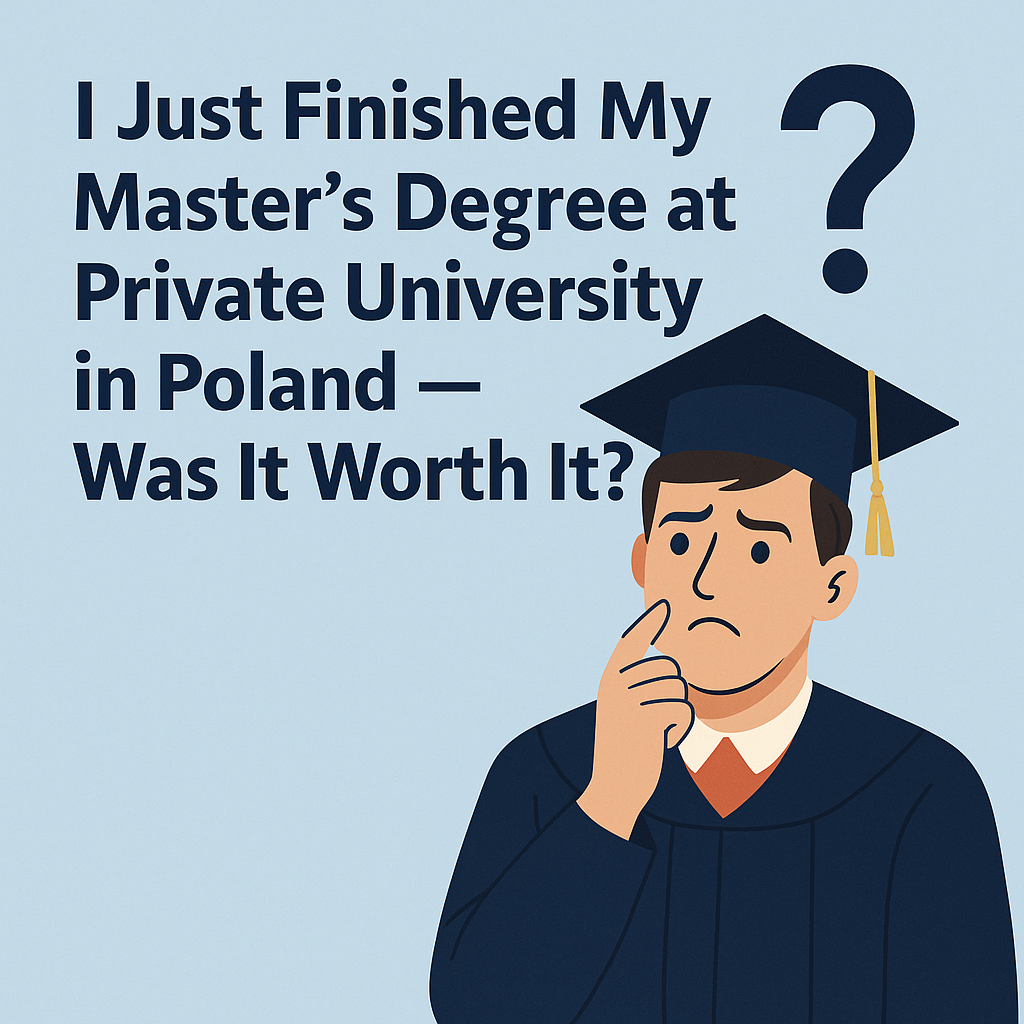 I Just Finished My
Master’s Degree at
Private University
in Poland —
Was It Worth It?
?